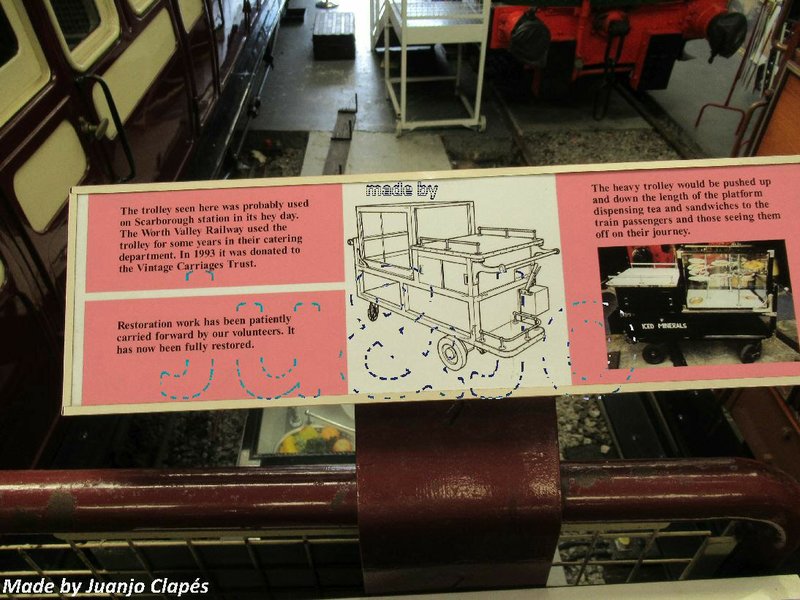 made by
juanjo
The trolley seen here was probably used
on Scarborough station in its hey day.
The Worth Valley Railway used the
trolley for some years in their catering
department. In 1993 it was donated to
the Vintage Carriages Trust.
Restoration work has been patiently
carried forward by our volunteers. It
has now been fully restored.
The heavy trolley would be pushed up
and down the length of the platform
dispensing tea and sandwiches to the
train passengers and those seeing them
off on their journey.
ICED MINERALS
Made by Juanjo Clapés